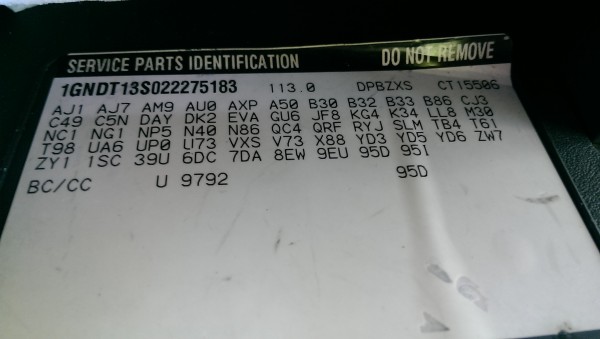 SERVICE PARTS IDENTIFICATION DO NOT REMOVE
1GNDT13S022275183 113.0 DPBZXS CT15506
AJ1 AJ7 AM9 AU0 AXP A50 B30 B32 B33 B86 CJ3
C49 C5N DAY DK2 EVA GU6 JF8 KG4 K34 LL8 M30
NC1 NG1 NP5 N40 N86 QC4 QRF RYJ SLM TB4 T61
T98 UA6 UP0 U73 VXS V73 X88 YD3 YD5 YD6 ZW7
ZY1 1SC 39U 6DC 7DA 8EW 9EU 95D 95I
BC/CC U 9792 95D